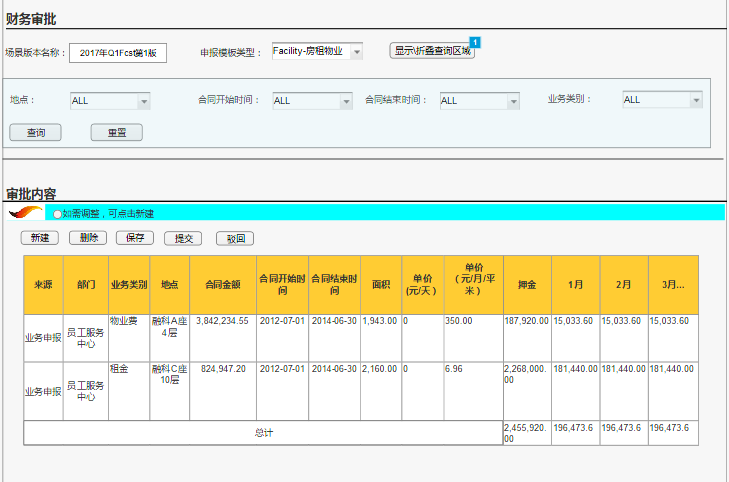 财务审批
场景版本名称： 2017年Q1Fcst第1版 申报模板类型： Facility-房租物业 显示\折叠查询区域 1
地点： ALL 合同开始时间： ALL 合同结束时间： ALL 业务类别： ALL
查询 重置
审批内容
如需调整，可点击新建
新建 删除 保存 提交 驳回
来源 部门 业务类别 地点 合同金额 合同开始时间 合同结束时间 面积 单价(元/天） 单价（元/月/平米） 押金 1月 2月 3月...
业务申报 员工服务中心 物业费 融科A座4层 3,842,234.55 2012-07-01 2014-06-30 1,943.00 0 350.00 187,920.00 15,033.60 15,033.60 15,033.60
业务申报 员工服务中心 租金 融科C座10层 824,947.20 2012-07-01 2014-06-30 2,160.00 0 6.96 2,268,000.00 181,440.00 181,440.00 181,440.00
总计 2,455,920.00 196,473.6 196,473.6 196,473.6